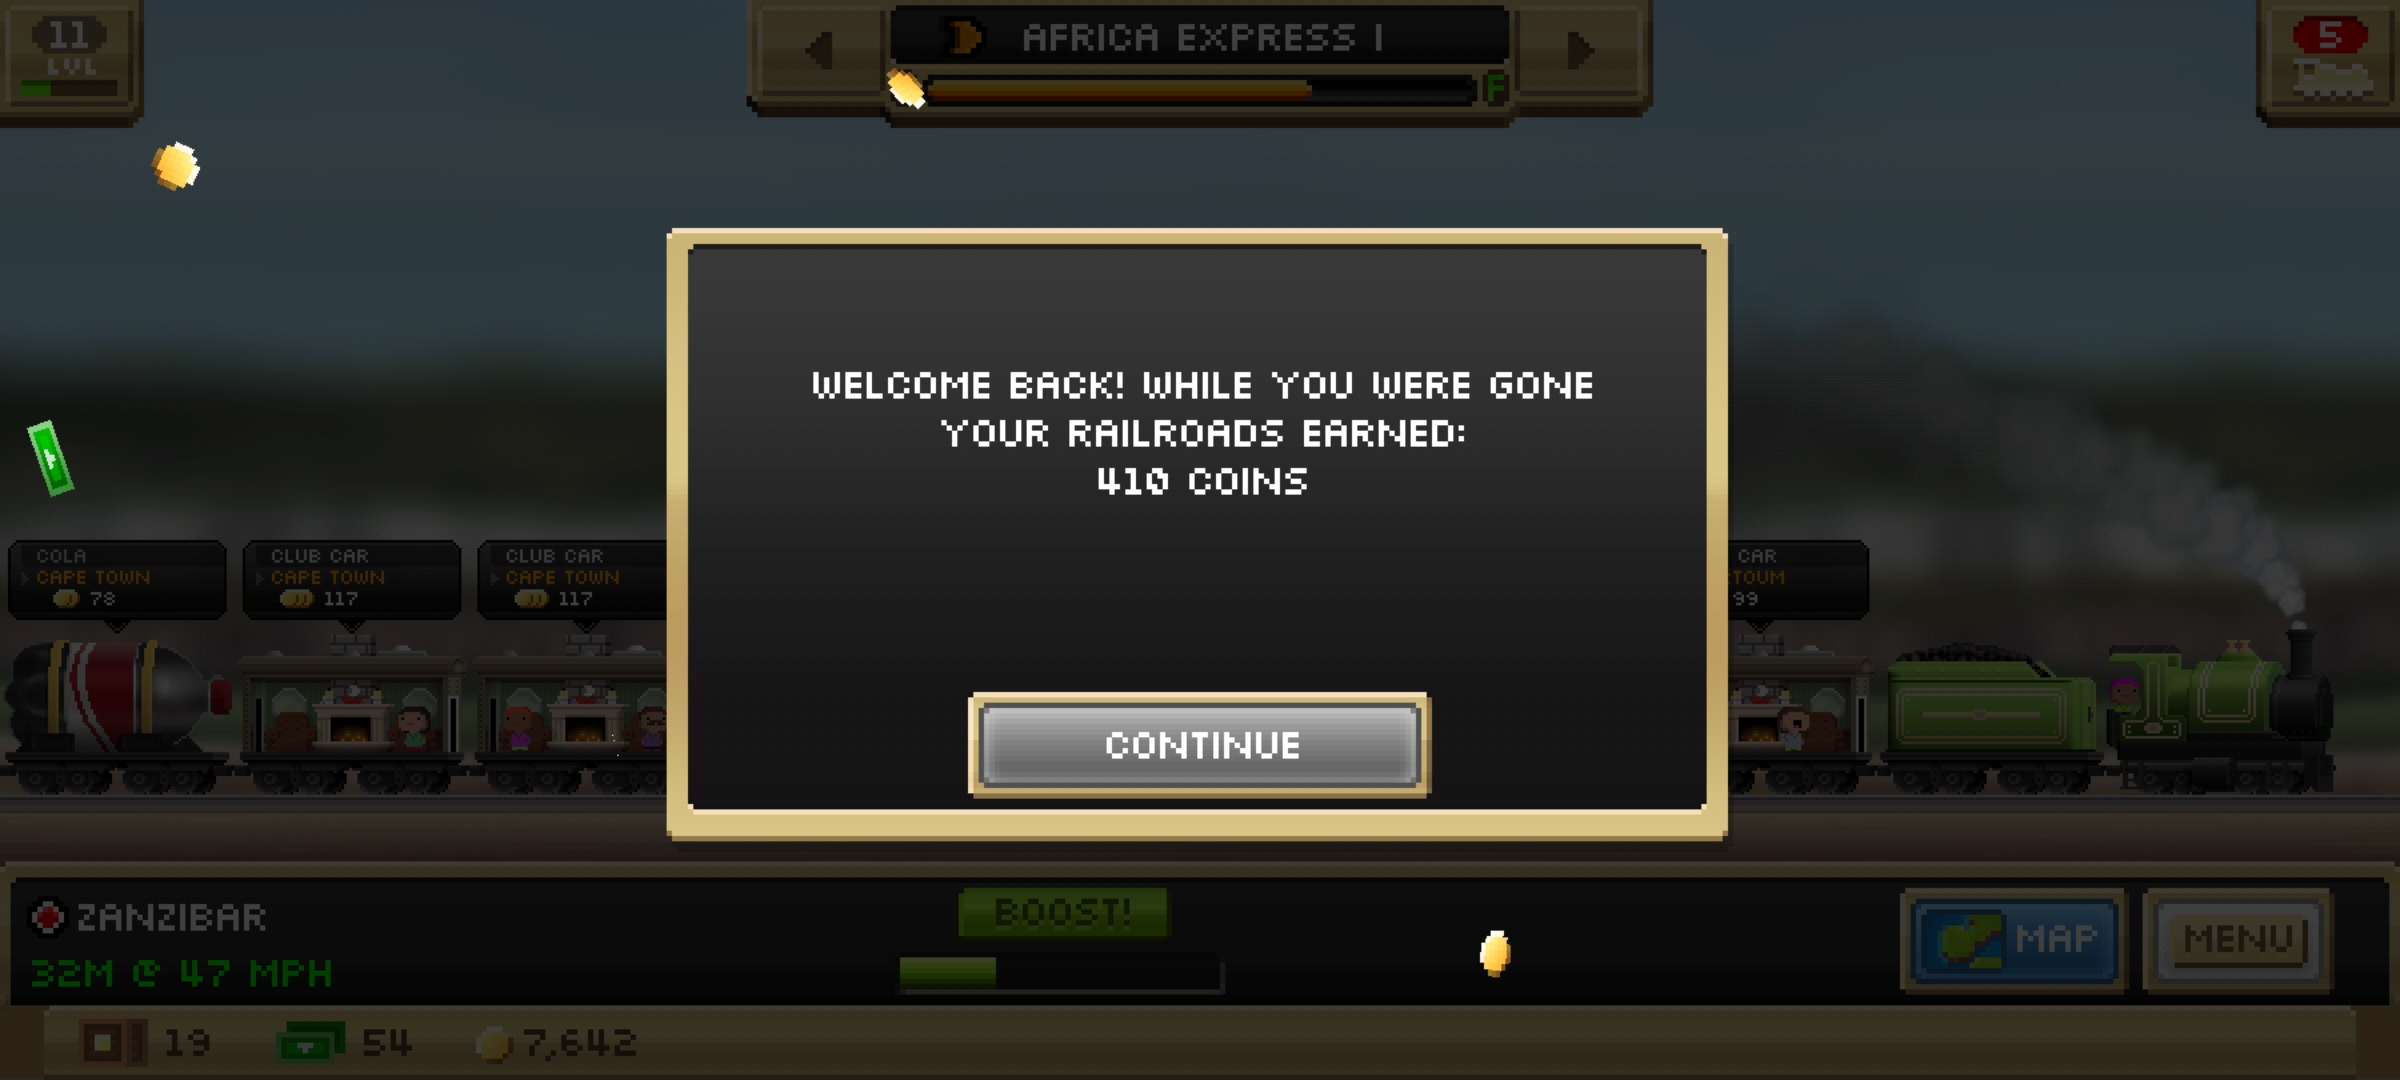 11
LVL
AFRICA EXPRESS I
F
5
WELCOME BACK! WHILE YOU WERE GONE
YOUR RAILROADS EARNED:
410 COINS
CONTINUE
COLA
CAPE TOWN
78
CLUB CAR
CAPE TOWN
117
CLUB CAR
CAPE TOWN
117
CAR
TOUM
99
ZANZIBAR
32M @ 47 MPH
BOOST!
MAP
MENU
19
54
7,642